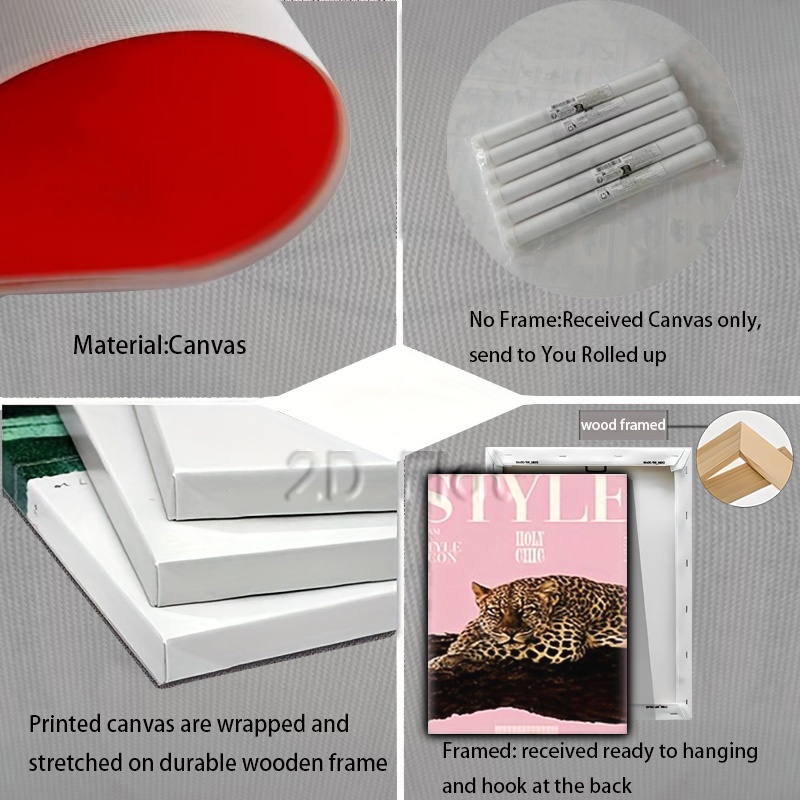 Material:Canvas
No Frame:Received Canvas only,
send to You Rolled up
wood framed
2D
STYLE
HOLY
CHIC
Printed canvas are wrapped and
stretched on durable wooden frame
Framed: received ready to hanging
and hook at the back